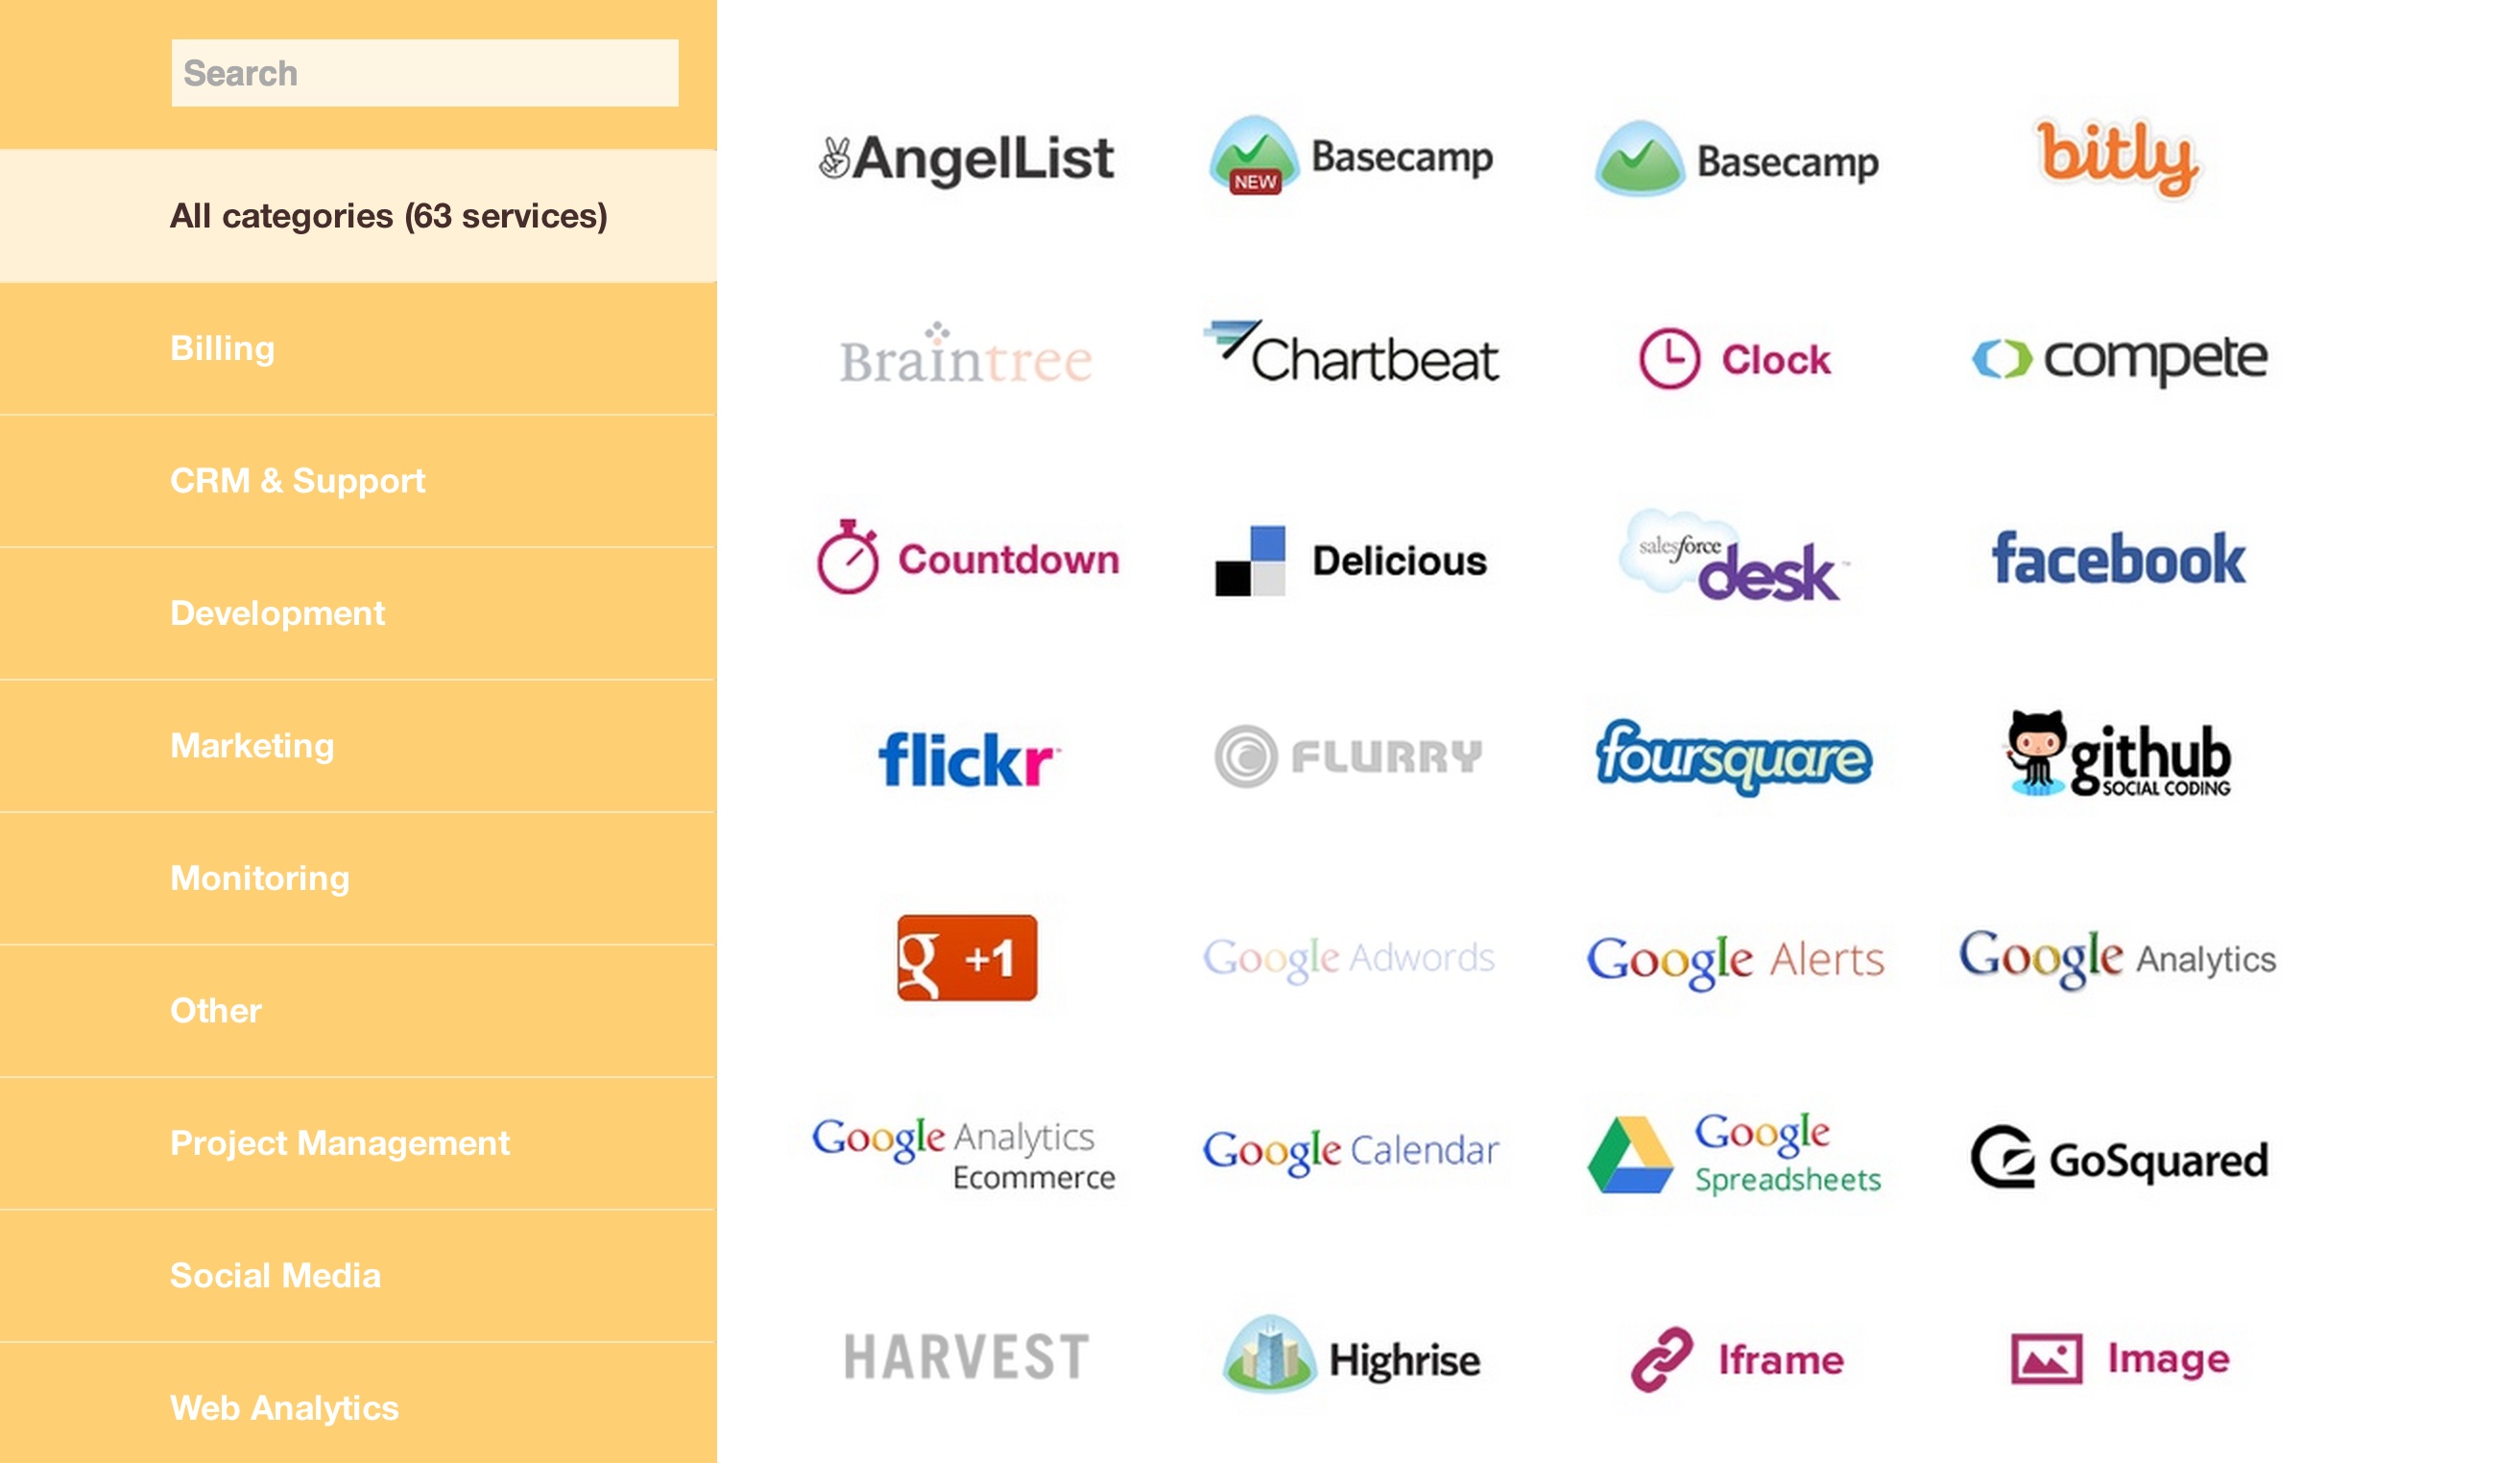 Search
All categories (63 services)
Billing
CRM & Support
Development
Marketing
Monitoring
Other
Project Management
Social Media
Web Analytics
AngelList
NEW
Basecamp
Basecamp
bitly
Braintree
Chartbeat
Clock
compete
Countdown
Delicious
salesforce
desk
facebook
flickr
FLURRY
foursquare
github
SOCIAL CODING
g +1
Google Adwords
Google Alerts
Google Analytics
Google Analytics
Ecommerce
Google Calendar
Google
Spreadsheets
GoSquared
HARVEST
Highrise
Iframe
Image